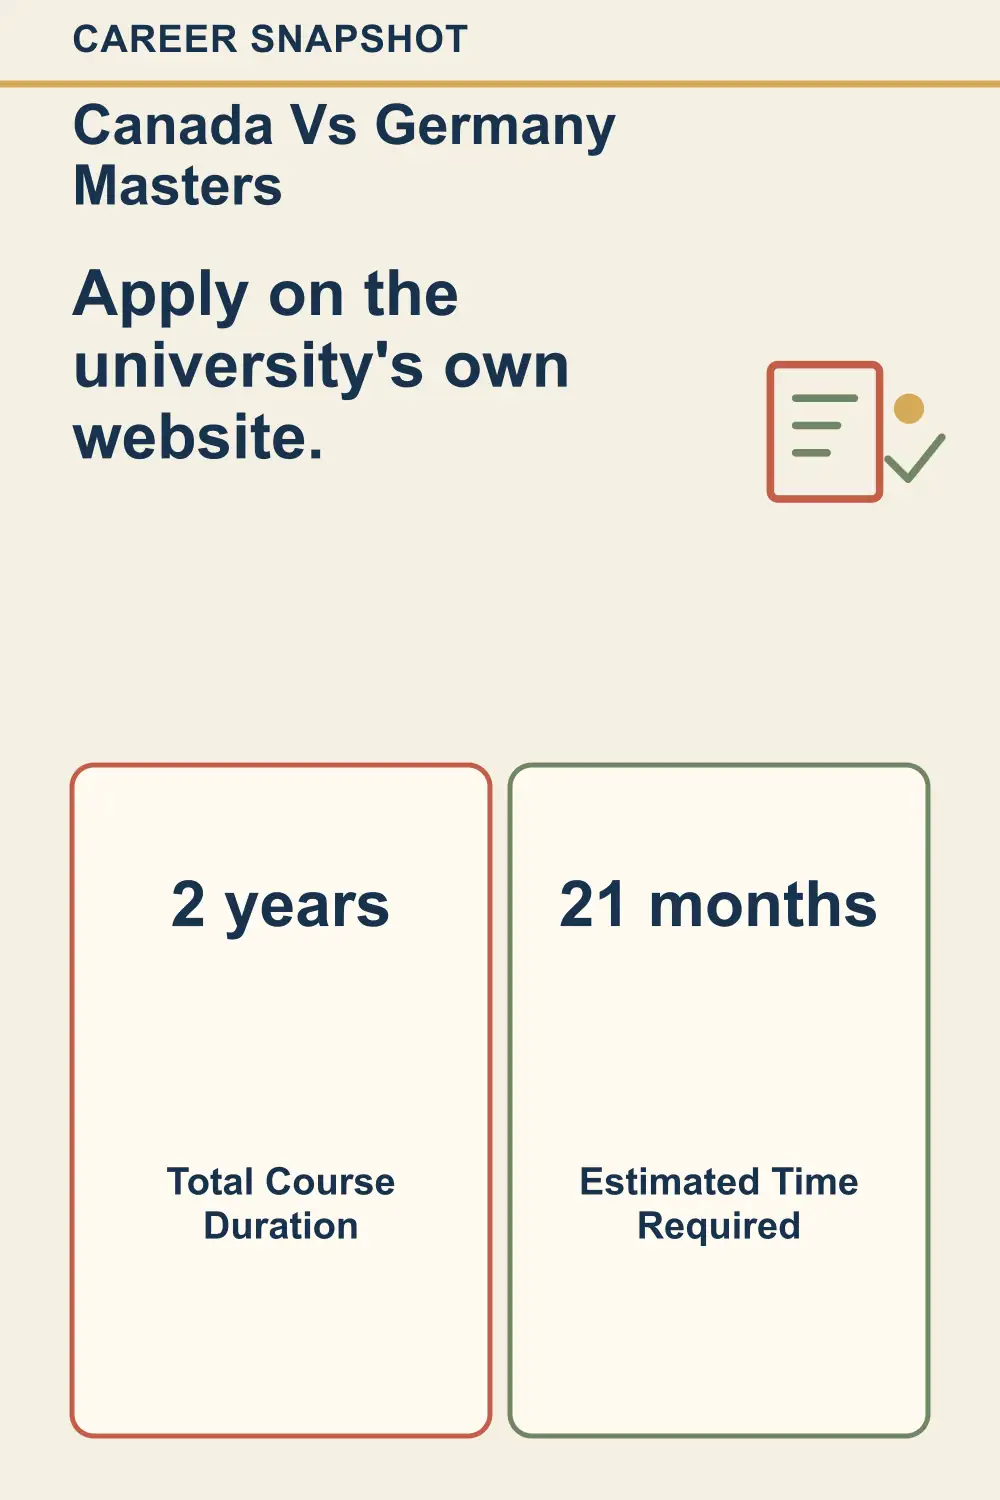 CAREER SNAPSHOT
Canada Vs Germany
Masters
Apply on the
university's own
website.
2 years
21 months
Total Course
Duration
Estimated Time
Required